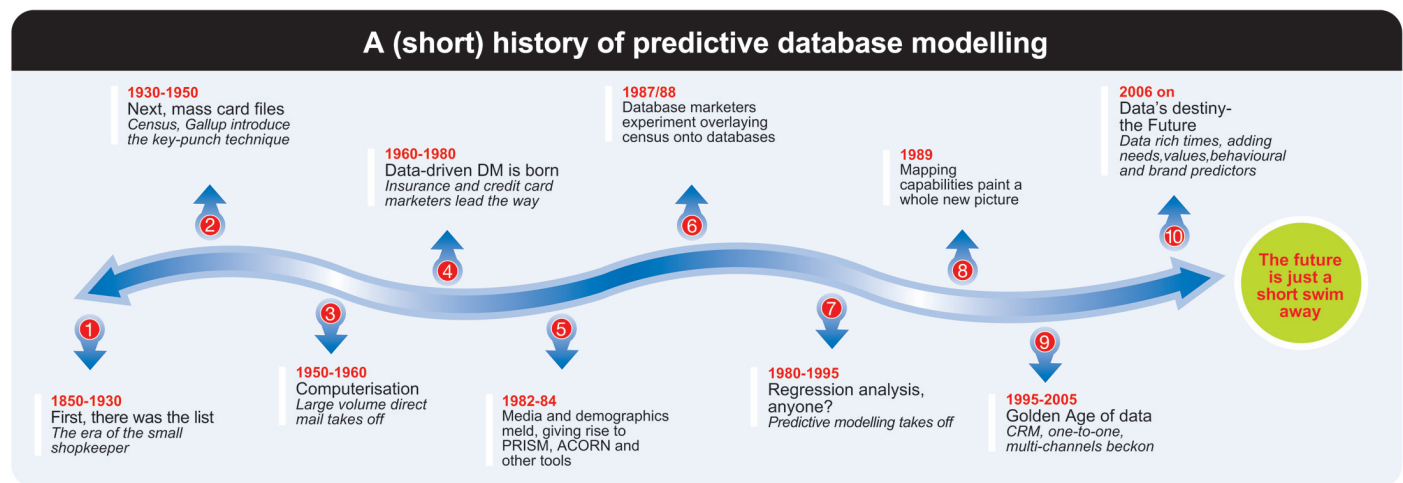 A (short) history of predictive database modelling
1
1850-1930
First, there was the list
The era of the small
shopkeeper
2
1930-1950
Next, mass card files
Census, Gallup introduce
the key-punch technique
3
1950-1960
Computerisation
Large volume direct
mail takes off
4
1960-1980
Data-driven DM is born
Insurance and credit card
marketers lead the way
5
1982-84
Media and demographics
meld, giving rise to
PRISM, ACORN and
other tools
6
1987/88
Database marketers
experiment overlaying
census onto databases
7
1980-1995
Regression analysis,
anyone?
Predictive modelling takes off
8
1989
Mapping
capabilities paint a
whole new picture
9
1995-2005
Golden Age of data
CRM, one-to-one,
multi-channels beckon
10
2006 on
Data's destiny-
the Future
Data rich times, adding
needs,values,behavioural
and brand predictors
The future
is just a
short swim
away